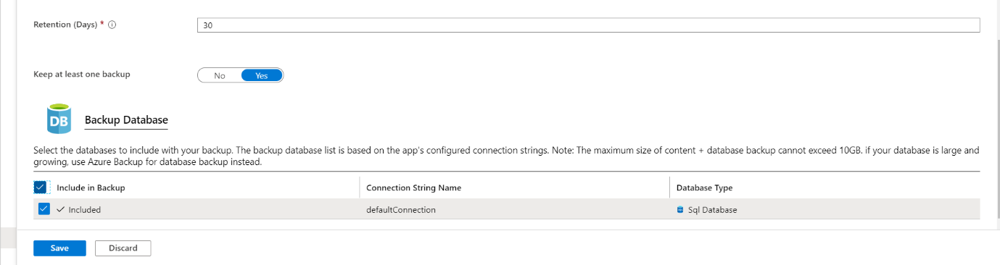 Retention (Days) *
30
Keep at least one backup
No Yes
DB
Backup Database
Select the databases to include with your backup. The backup database list is based on the app's configured connection strings. Note: The maximum size of content + database backup cannot exceed 10GB. if your database is large and
growing, use Azure Backup for database backup instead.
Include in Backup Connection String Name Database Type
Included defaultConnection Sql Database
Save Discard